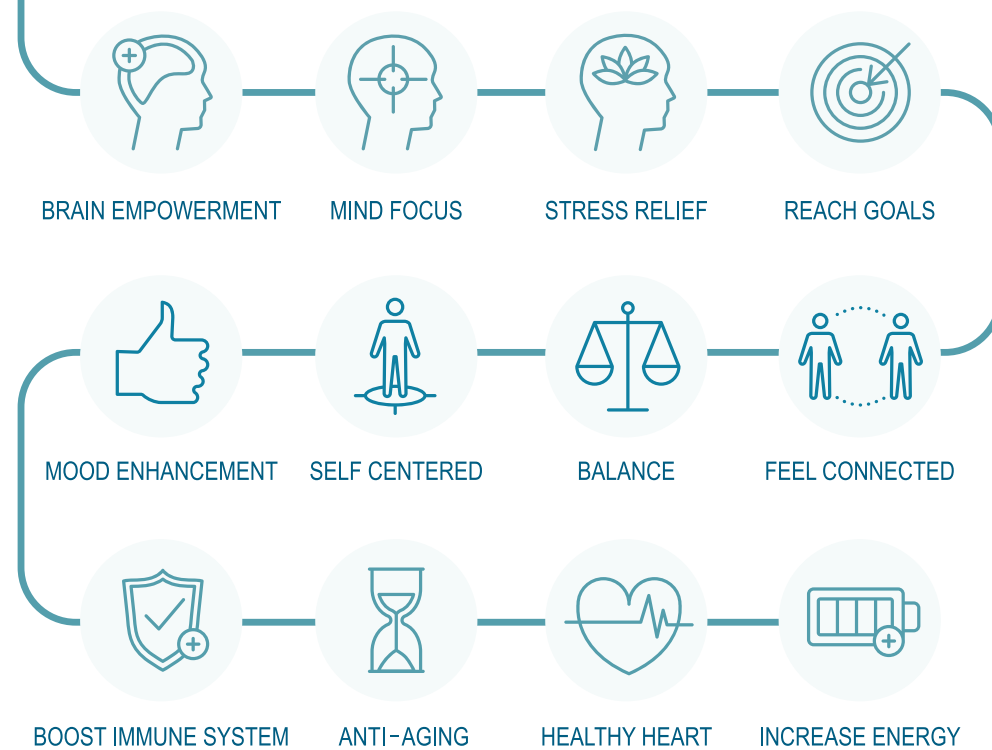 BRAIN EMPOWERMENT
MIND FOCUS
STRESS RELIEF
REACH GOALS
MOOD ENHANCEMENT
SELF CENTERED
BALANCE
FEEL CONNECTED
BOOST IMMUNE SYSTEM
ANTI-AGING
HEALTHY HEART
INCREASE ENERGY